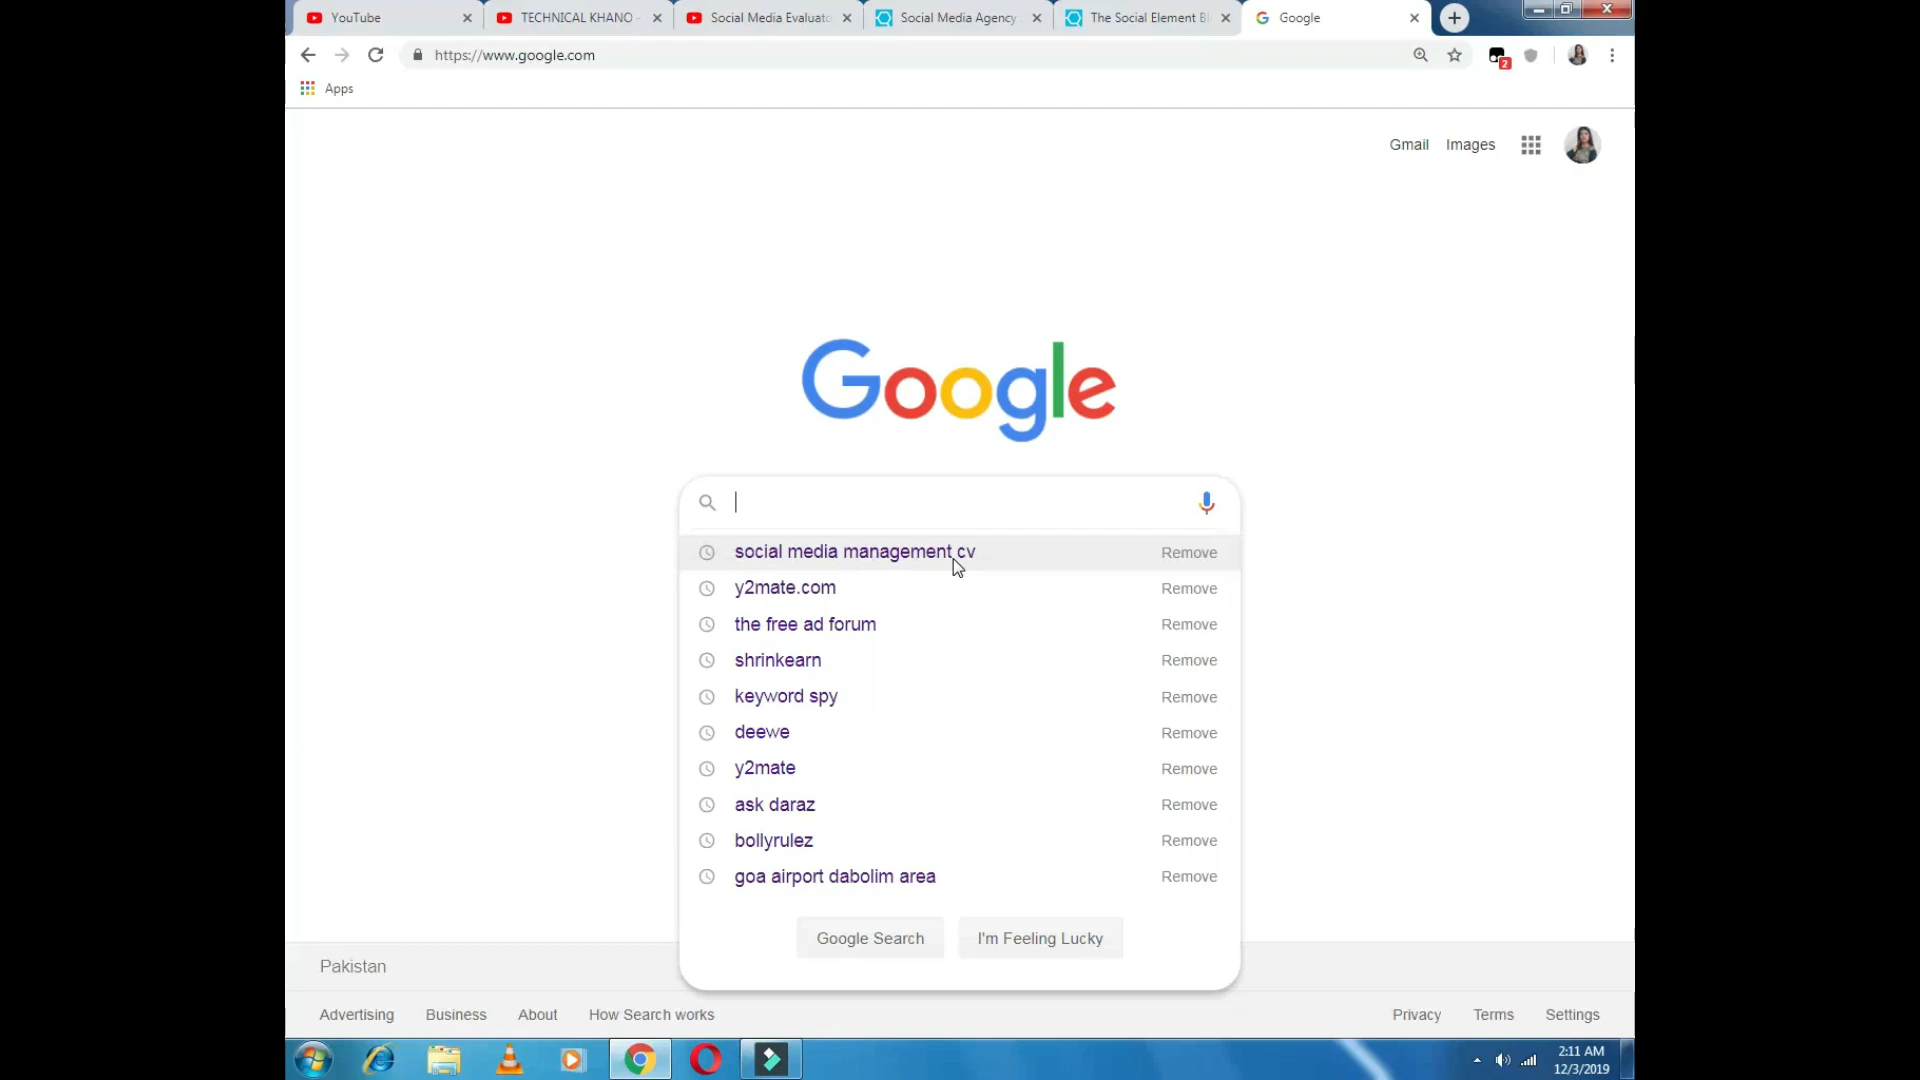 YouTube
TECHNICAL KHANO -
Social Media Evaluato
Social Media Agency
The Social Element Bl
Google
https://www.google.com
2
Apps
Gmail
Images
Google
social media management cv
Remove
y2mate.com
Remove
the free ad forum
Remove
shrinkearn
Remove
keyword spy
Remove
deewe
Remove
y2mate
Remove
ask daraz
Remove
bollyrulez
Remove
goa airport dabolim area
Remove
Google Search
I'm Feeling Lucky
Pakistan
Advertising
Business
About
How Search works
Privacy
Terms
Settings
2:11 AM
12/3/2019